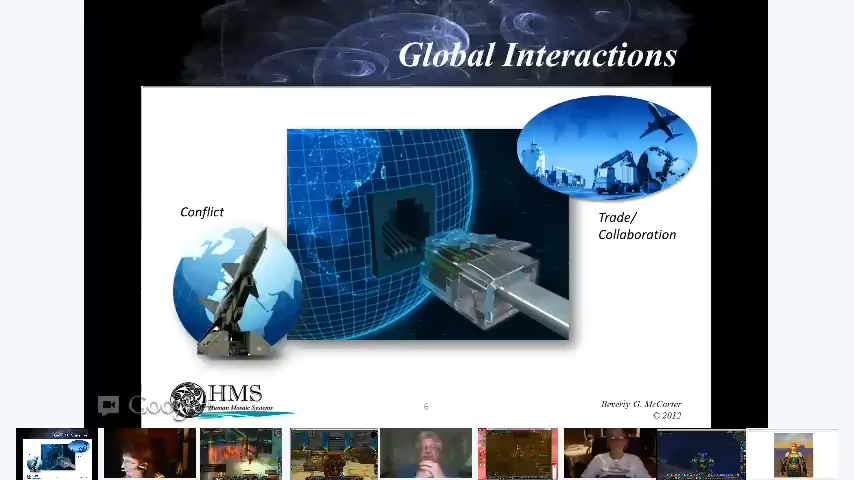 Global Interactions
Conflict
Trade/
Collaboration
HMS
Human Mosaic Systems
6
Beverly G. McCarter
© 2012